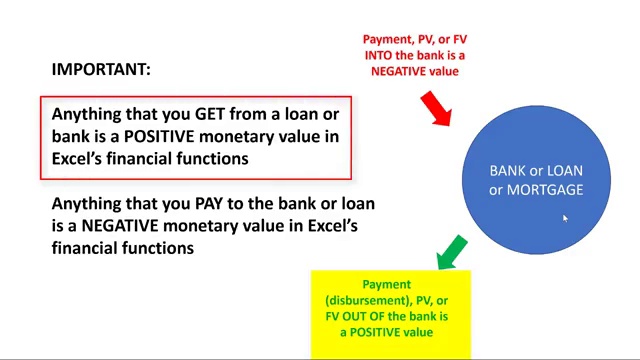 IMPORTANT:
Anything that you GET from a loan or
bank is a POSITIVE monetary value in
Excel's financial functions
Anything that you PAY to the bank or loan
is a NEGATIVE monetary value in Excel's
financial functions
Payment, PV, or FV
INTO the bank is a
NEGATIVE value
BANK or LOAN
or MORTGAGE
Payment
(disbursement), PV, or
FV OUT OF the bank is
a POSITIVE value